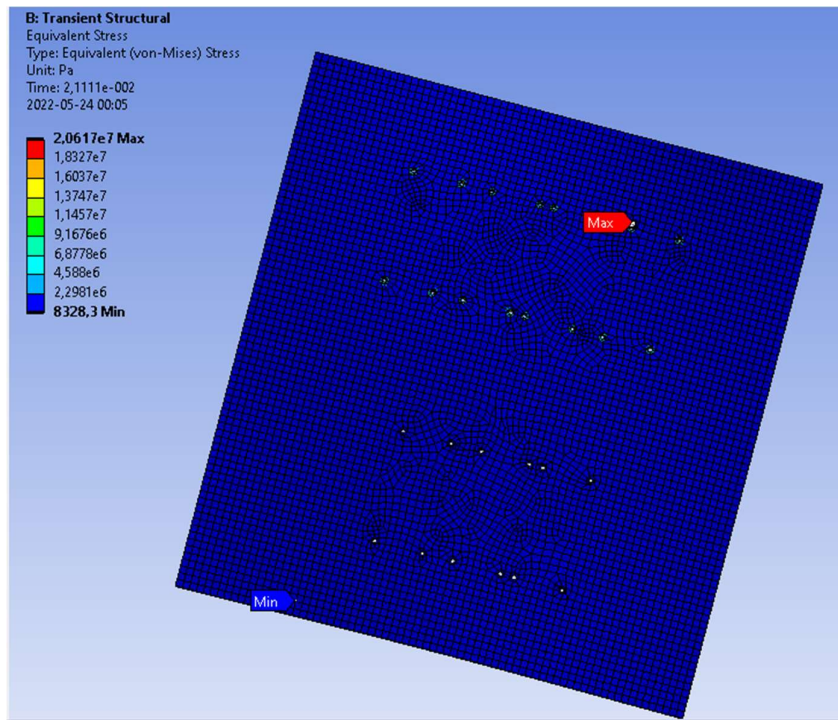 B: Transient Structural
Equivalent Stress
Type: Equivalent (von-Mises) Stress
Unit: Pa
Time: 2,1111e-002
2022-05-24 00:05
2,0617e7 Max
1,8327e7
1,6037e7
1,3747e7
1,1457e7
9,1676e6
6,8778e6
4,588e6
2,2981e6
8328,3 Min
Max
Min